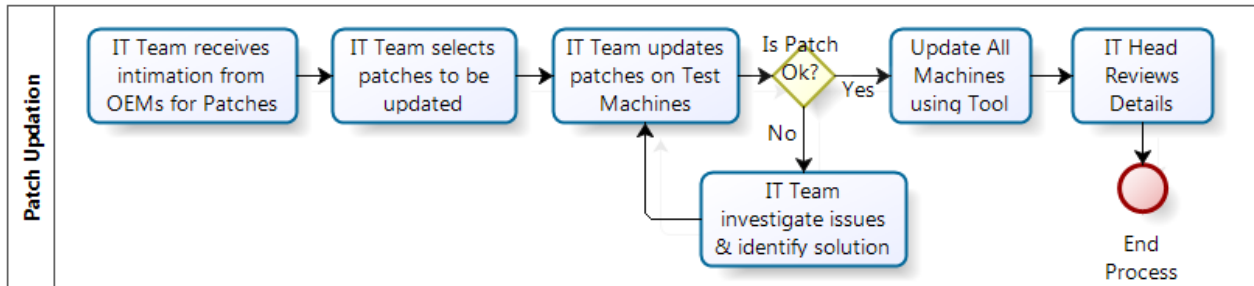 Patch Updation
IT Team receives
intimation from
OEMs for Patches
IT Team selects
patches to be
updated
IT Team updates
patches on Test
Machines
Is Patch
Ok?
Yes
No
IT Team
investigate issues
& identify solution
Update All
Machines
using Tool
IT Head
Reviews
Details
End
Process